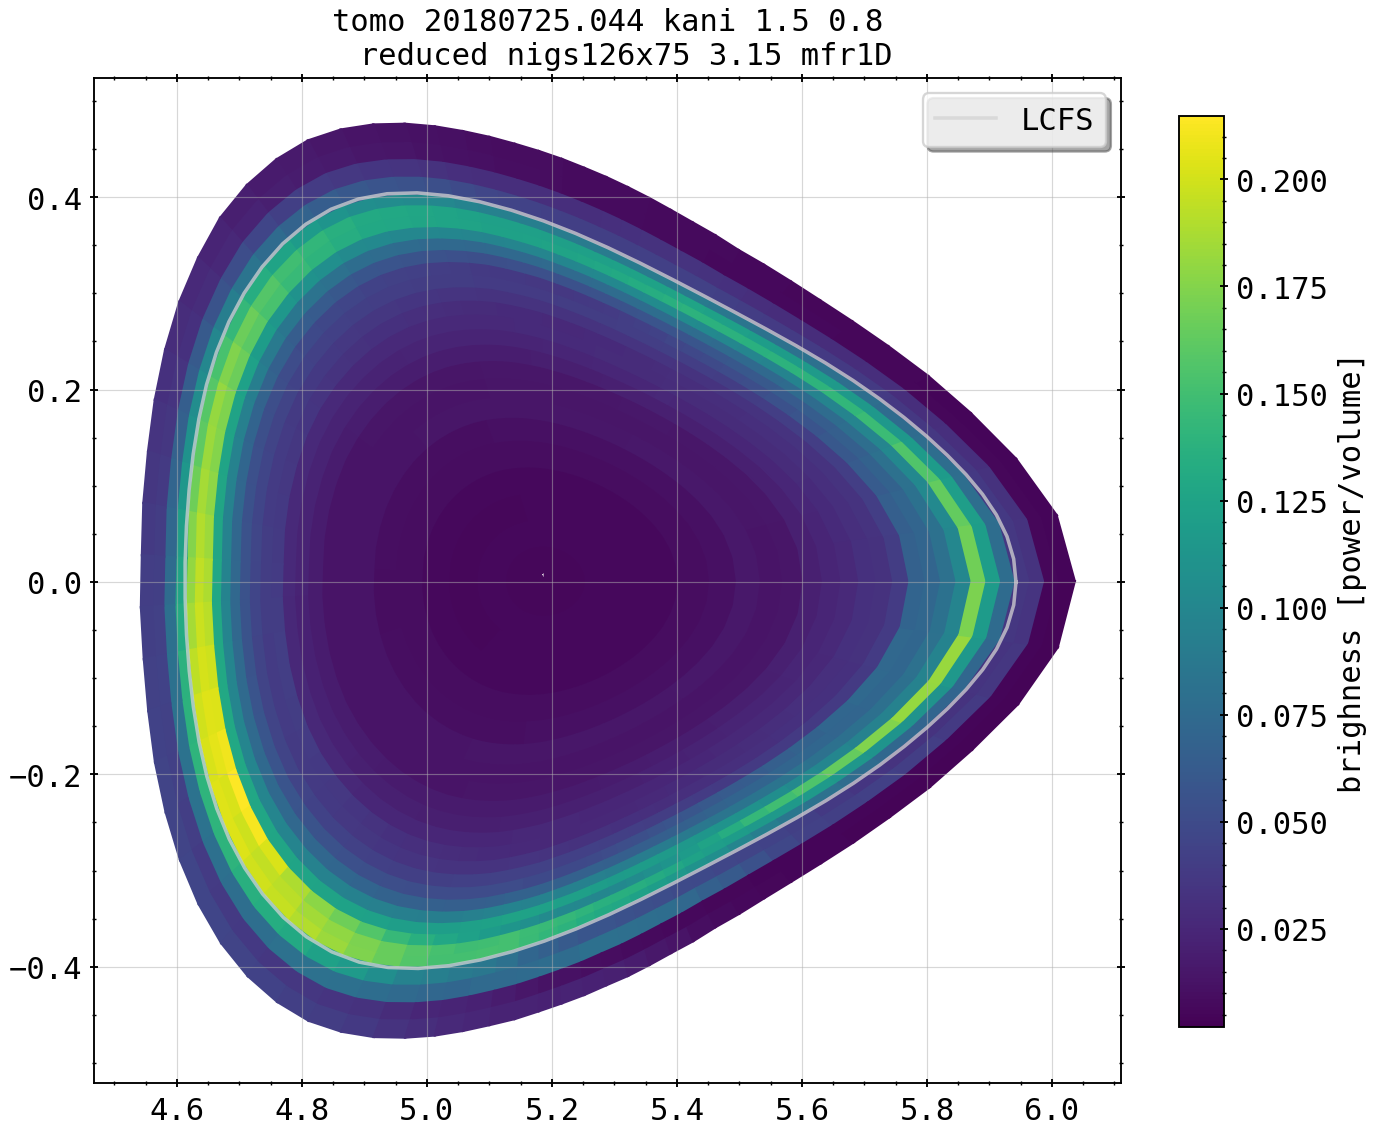 tomo 20180725.044 kani 1.5 0.8
reduced nigs126x75 3.15 mfr1D
LCFS
0.4
0.2
0.0
−0.2
−0.4
4.6 4.8 5.0 5.2 5.4 5.6 5.8 6.0
0.200
0.175
0.150
0.125
0.100
0.075
0.050
0.025
brighness [power/volume]